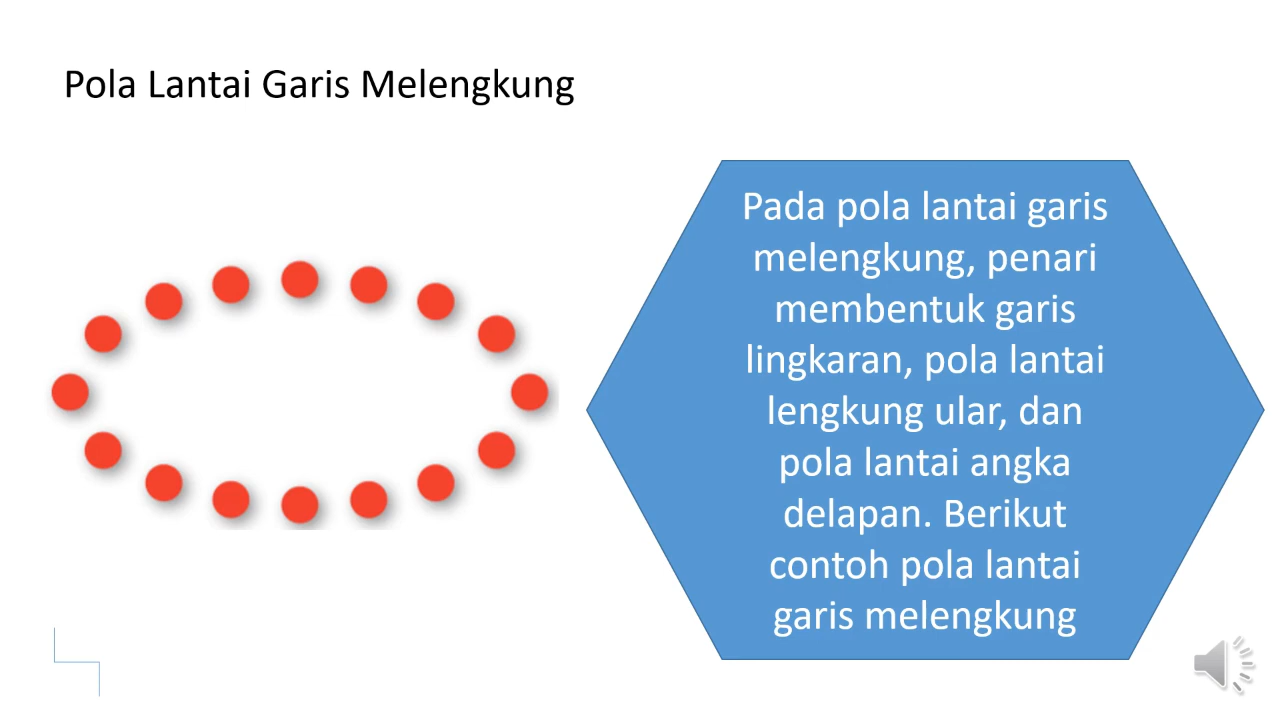 Pola Lantai Garis Melengkung
Pada pola lantai garis
melengkung, penari
membentuk garis
lingkaran, pola lantai
lengkung ular, dan
pola lantai angka
delapan. Berikut
contoh pola lantai
garis melengkung